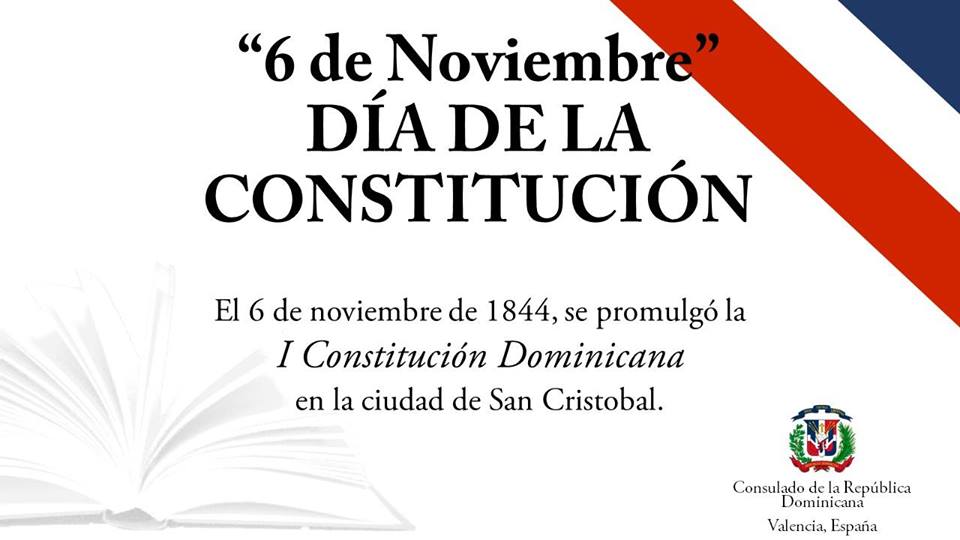 “6 de Noviembre”
DÍA DE LA
CONSTITUCIÓN
El 6 de noviembre de 1844, se promulgó la
I Constitución Dominicana
en la ciudad de San Cristobal.
Consulado de la República
Dominicana
Valencia, España